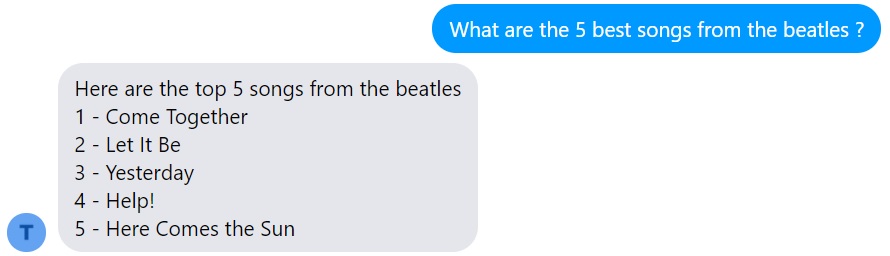 What are the 5 best songs from the beatles ?
Here are the top 5 songs from the beatles
1 - Come Together
2 - Let It Be
3 - Yesterday
4 - Help!
5 - Here Comes the Sun
T